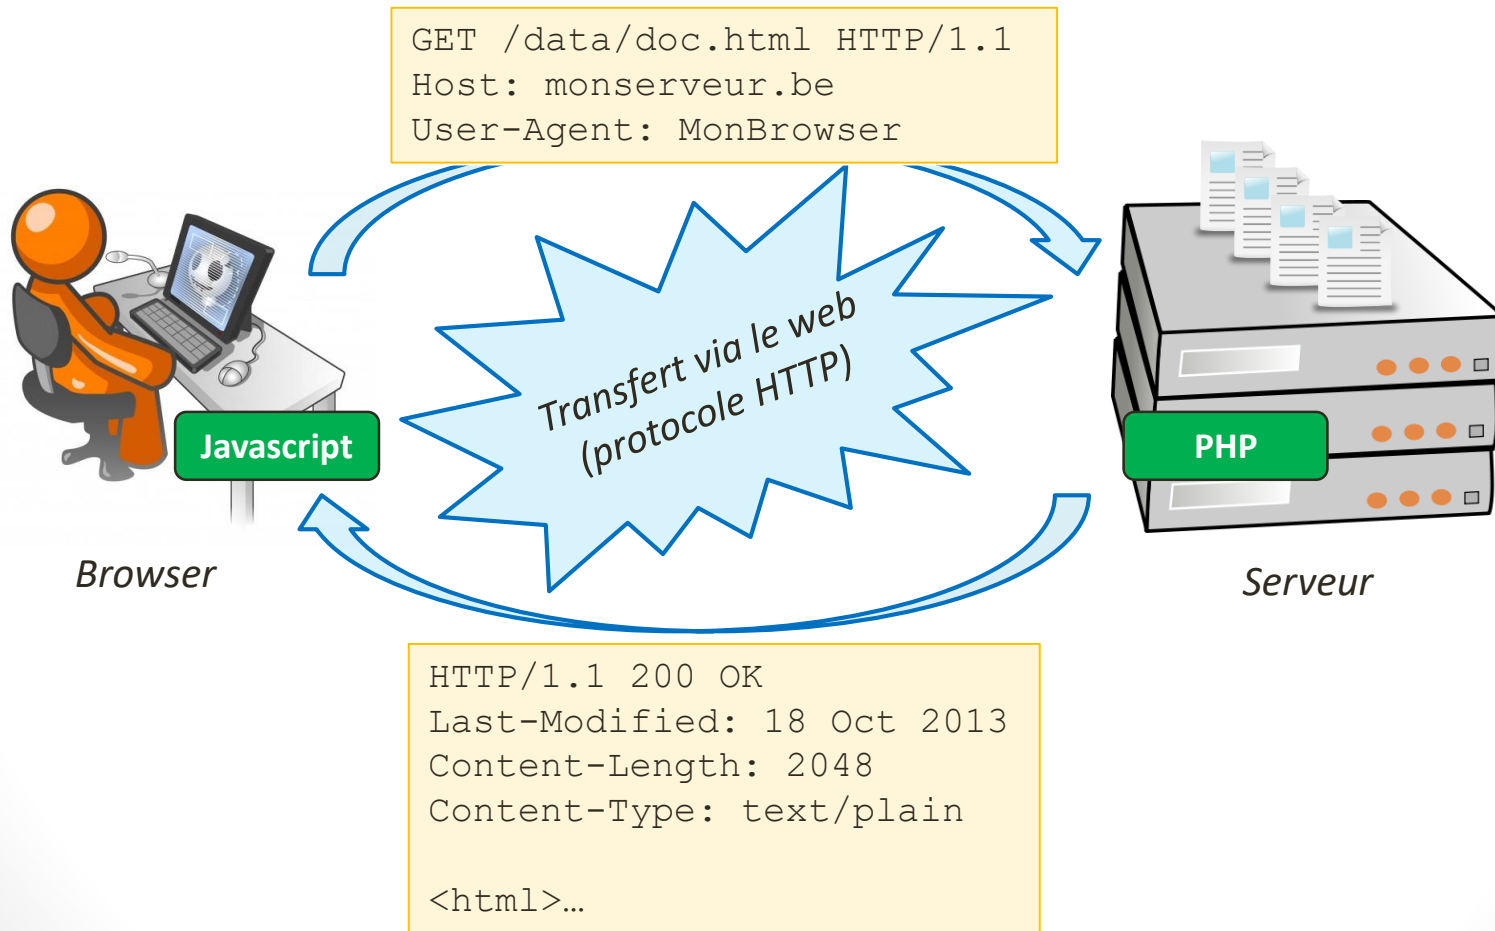 GET /data/doc.html HTTP/1.1
Host: monserveur.be
User-Agent: MonBrowser
Transfert via le web
(protocole HTTP)
Javascript
PHP
Browser
Serveur
HTTP/1.1 200 OK
Last-Modified: 18 Oct 2013
Content-Length: 2048
Content-Type: text/plain
<html>…